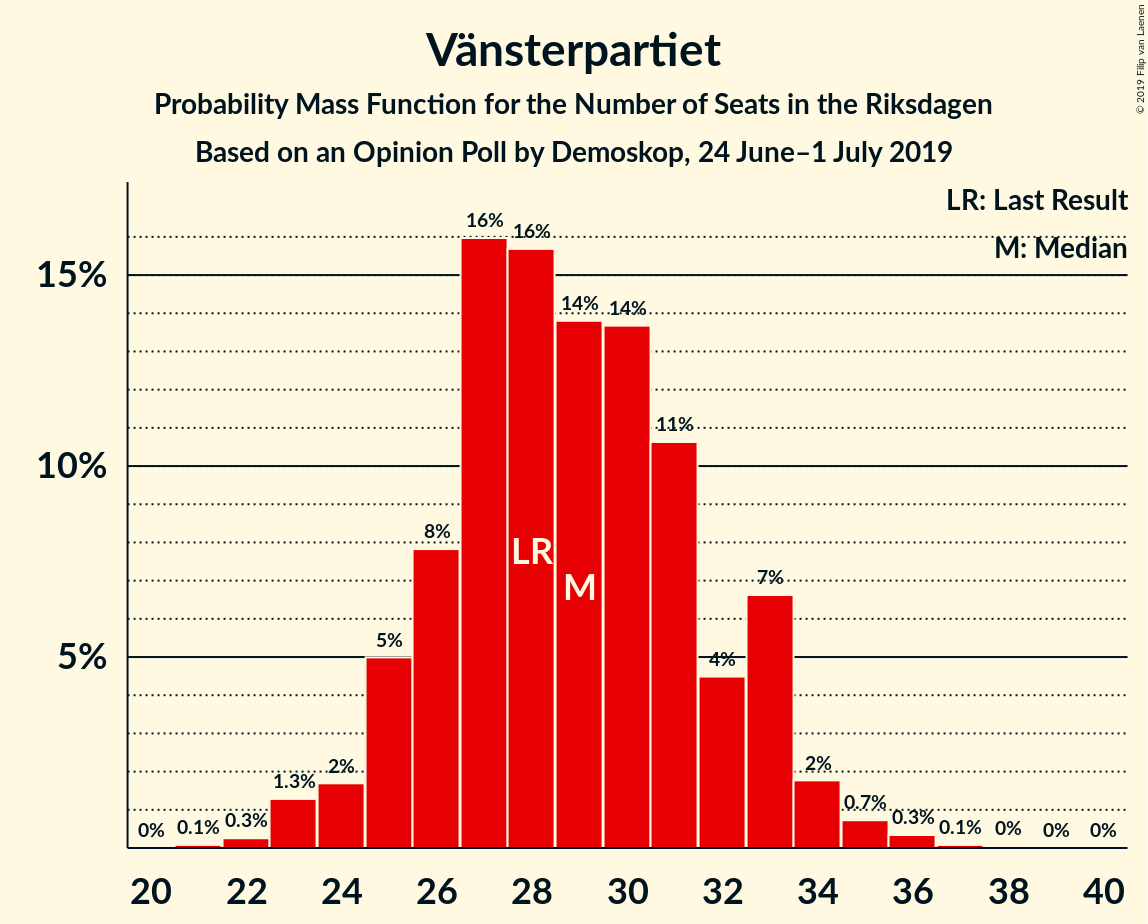 Vänsterpartiet
Probability Mass Function for the Number of Seats in the Riksdagen
Based on an Opinion Poll by Demoskop, 24 June–1 July 2019
© 2019 Filip van Laenen
LR: Last Result
M: Median
15%
10%
5%
0%
0.1%
0.3%
1.3%
2%
5%
8%
16%
16%
14%
14%
11%
4%
7%
2%
0.7%
0.3%
0.1%
0%
0%
0%
LR
M
20 22 24 26 28 30 32 34 36 38 40